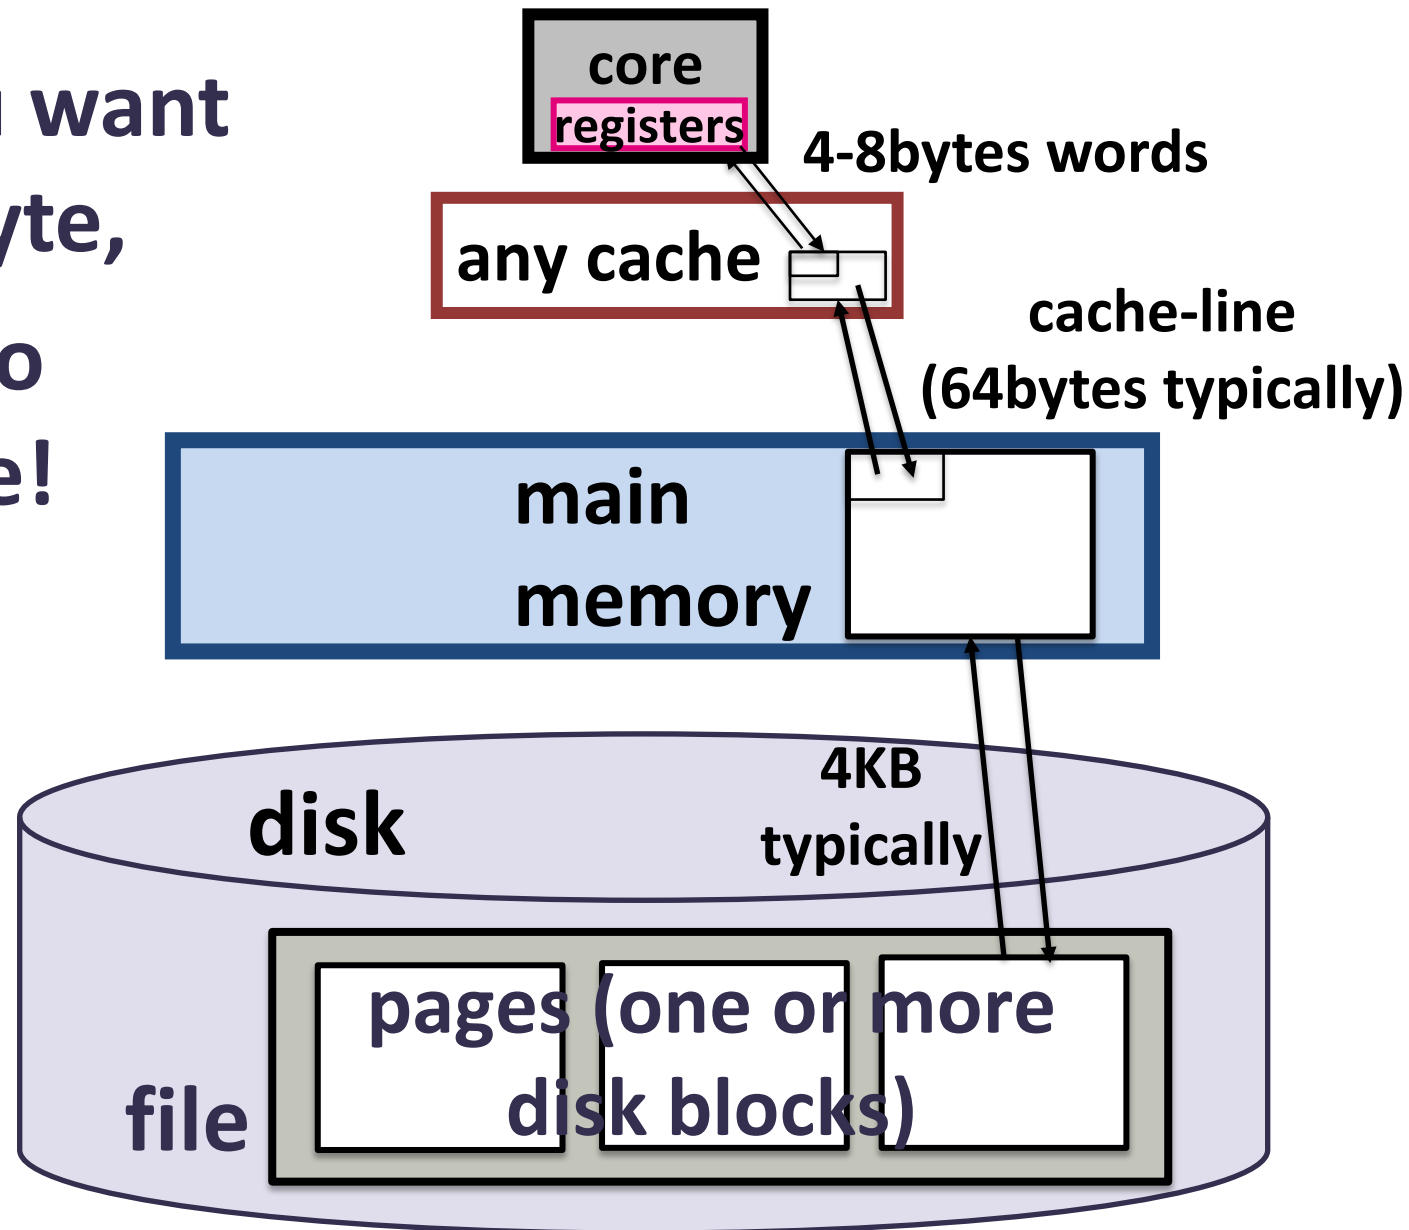 want
core
registers
4-8bytes words
any cache
cache-line
(64bytes typically)
main
memory
4KB
typically
disk
pages (one or more
disk blocks)
file